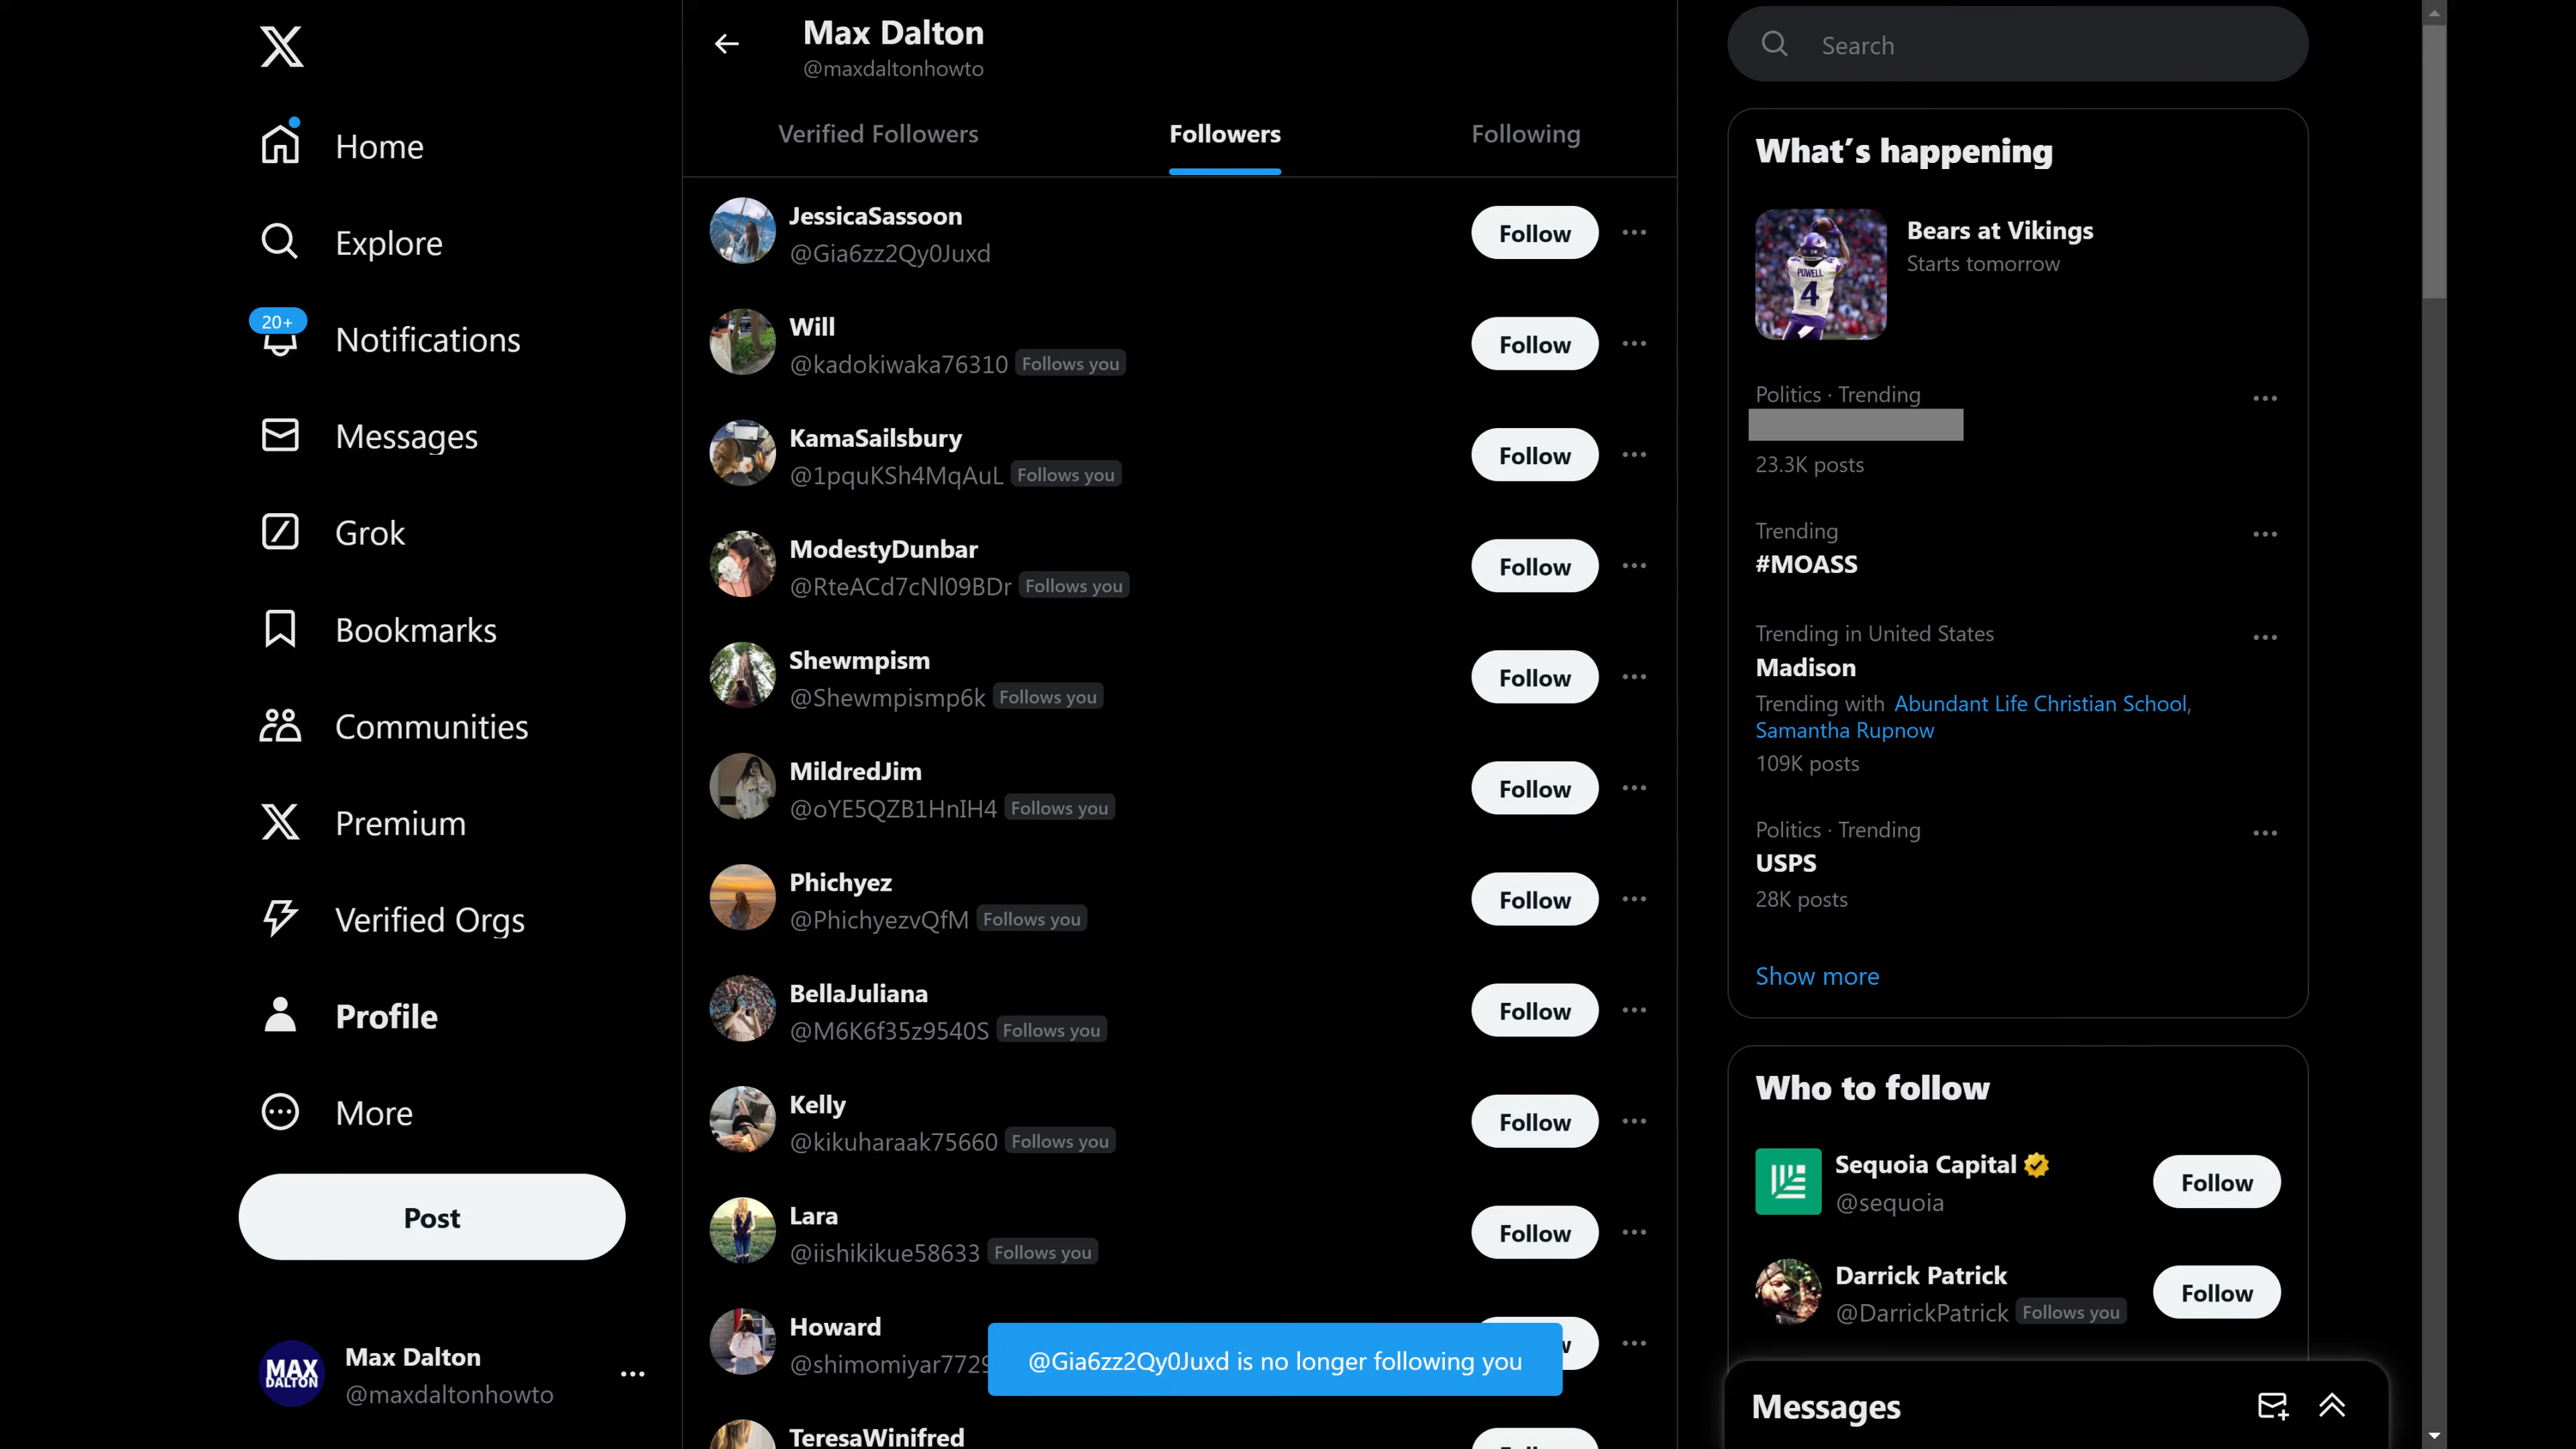 Home
Explore
20+
Notifications
Messages
Grok
Bookmarks
Communities
Premium
Verified Orgs
Profile
More
Post
MAX
DALTON
Max Dalton
@maxdaltonhowto
Max Dalton
@maxdaltonhowto
Verified Followers
Followers
Following
JessicaSassoon
@Gia6zz2Qy0Juxd
Follow
Will
@kadokiwaka76310 Follows you
Follow
KamaSailsbury
@1pquKSh4MqAuL Follows you
Follow
ModestyDunbar
@RteACd7cNl09BDr Follows you
Follow
Shewmpism
@Shewmpismp6k Follows you
Follow
MildredJim
@oYE5QZB1HnIH4 Follows you
Follow
Phichyez
@PhichyezvQfM Follows you
Follow
BellaJuliana
@M6K6f35z9540S Follows you
Follow
Kelly
@kikuharaak75660 Follows you
Follow
Lara
@iishikikue58633 Follows you
Follow
Howard
@shimomiyar7729
@Gia6zz2Qy0Juxd is no longer following you
TeresaWinifred
Search
What's happening
POWELL
4
Bears at Vikings
Starts tomorrow
Politics · Trending
23.3K posts
Trending
#MOASS
Trending in United States
Madison
Trending with Abundant Life Christian School,
Samantha Rupnow
109K posts
Politics · Trending
USPS
28K posts
Show more
Who to follow
Sequoia Capital
@sequoia
Follow
Darrick Patrick
@DarrickPatrick Follows you
Follow
Messages